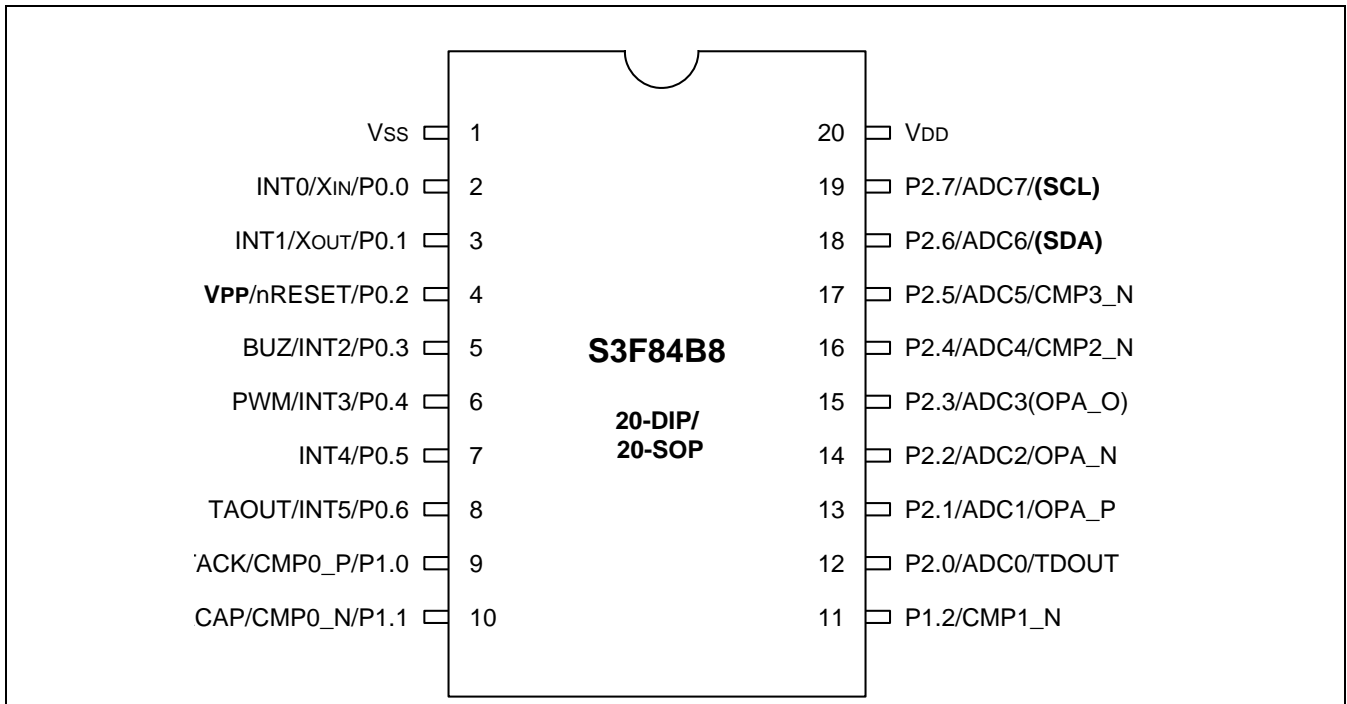 Vss 1 20 VDD
INT0/XIN/P0.0 2 19 P2.7/ADC7/(SCL)
INT1/XOUT/P0.1 3 18 P2.6/ADC6/(SDA)
VPP/nRESET/P0.2 4 17 P2.5/ADC5/CMP3_N
BUZ/INT2/P0.3 5 S3F84B8 16 P2.4/ADC4/CMP2_N
PWM/INT3/P0.4 6 15 P2.3/ADC3(OPA_O)
20-DIP/
20-SOP
INT4/P0.5 7 14 P2.2/ADC2/OPA_N
TAOUT/INT5/P0.6 8 13 P2.1/ADC1/OPA_P
ACK/CMP0_P/P1.0 9 12 P2.0/ADC0/TDOUT
CAP/CMP0_N/P1.1 10 11 P1.2/CMP1_N